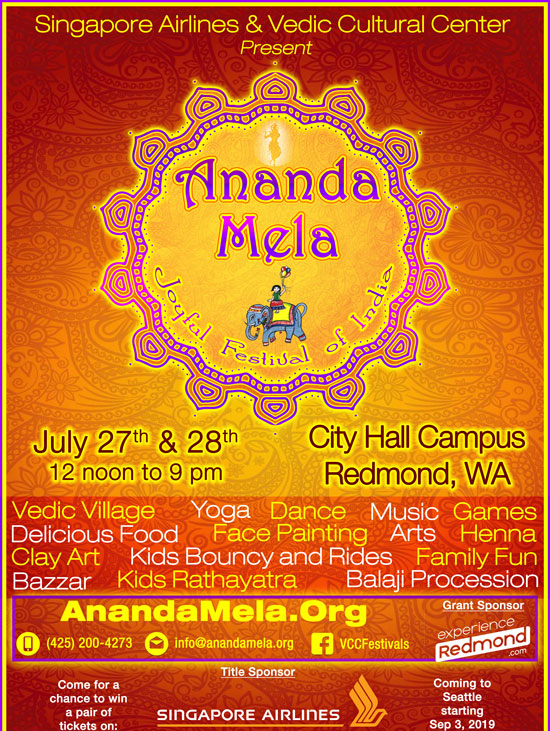 Singapore Airlines & Vedic Cultural Center
Present
Ananda
Mela
Joyful Festival of India
July 27th & 28th
12 noon to 9 pm
City Hall Campus
Redmond, WA
Vedic Village Yoga Dance Music Games
Delicious Food Face Painting Arts Henna
Clay Art Kids Bouncy and Rides Family Fun
Bazzar Kids Rathayatra Balaji Procession
AnandaMela.Org
(425) 200-4273 info@anandamela.org VCCFestivals
Grant Sponsor
experience
Redmond
.com
Title Sponsor
Come for a
chance to win
a pair of
tickets on:
SINGAPORE AIRLINES
Coming to
Seattle
starting
Sep 3, 2019